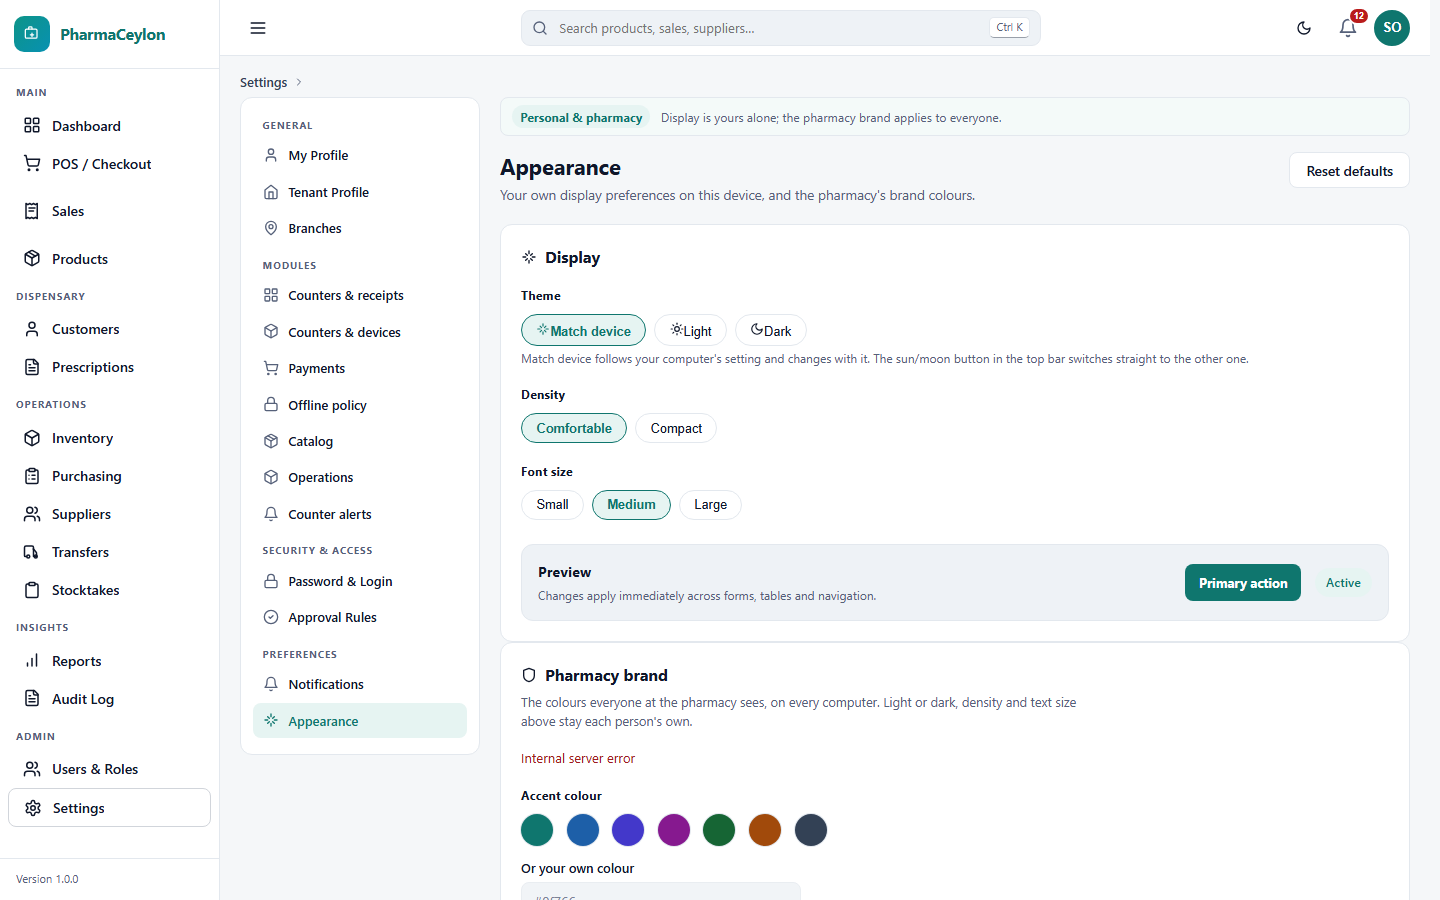 PharmaCeylon
Search products, sales, suppliers...
Ctrl K
12
SO
MAIN
Dashboard
POS / Checkout
Sales
Products
DISPENSARY
Customers
Prescriptions
OPERATIONS
Inventory
Purchasing
Suppliers
Transfers
Stocktakes
INSIGHTS
Reports
Audit Log
ADMIN
Users & Roles
Settings
Version 1.0.0
Settings
GENERAL
My Profile
Tenant Profile
Branches
MODULES
Counters & receipts
Counters & devices
Payments
Offline policy
Catalog
Operations
Counter alerts
SECURITY & ACCESS
Password & Login
Approval Rules
PREFERENCES
Notifications
Appearance
Personal & pharmacy Display is yours alone; the pharmacy brand applies to everyone.
Appearance
Your own display preferences on this device, and the pharmacy's brand colours.
Reset defaults
Display
Theme
Match device Light Dark
Match device follows your computer's setting and changes with it. The sun/moon button in the top bar switches straight to the other one.
Density
Comfortable Compact
Font size
Small Medium Large
Preview
Changes apply immediately across forms, tables and navigation.
Primary action Active
Pharmacy brand
The colours everyone at the pharmacy sees, on every computer. Light or dark, density and text size
above stay each person's own.
Internal server error
Accent colour
Or your own colour